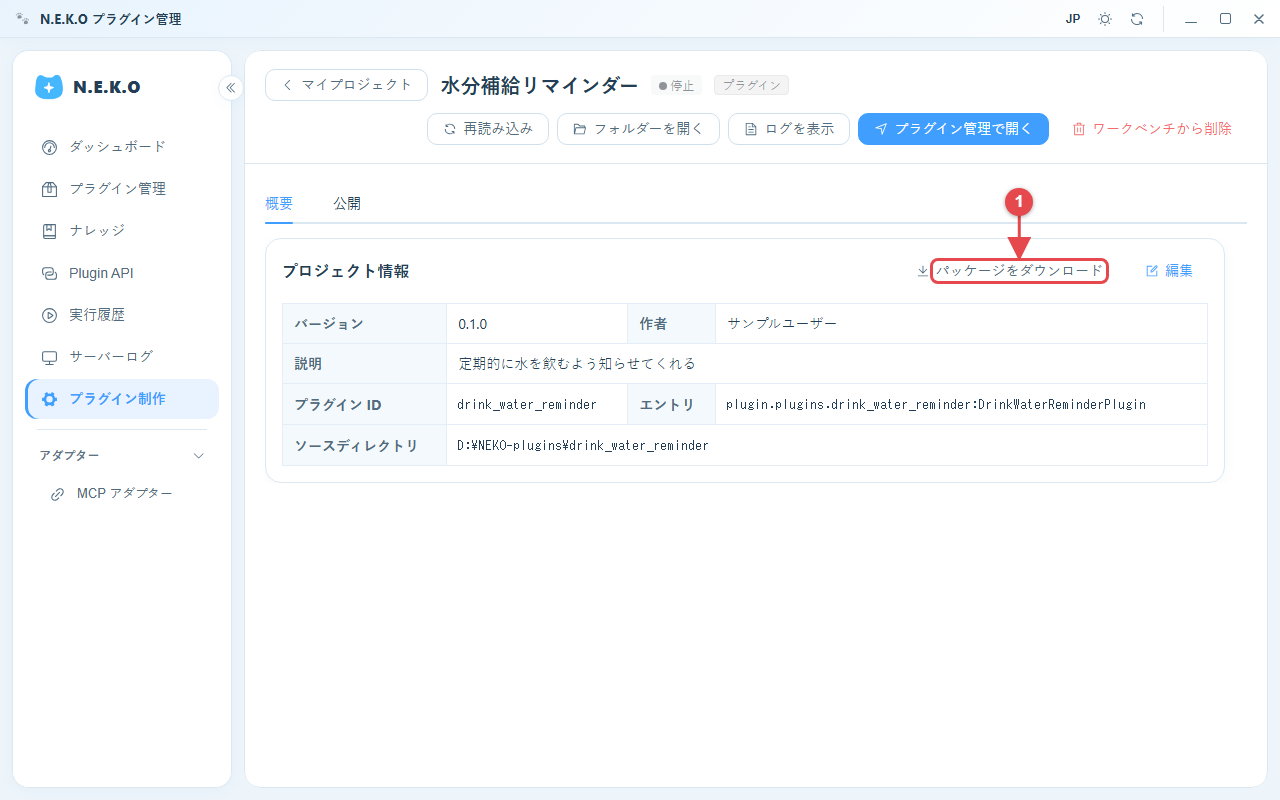 N.E.K.O プラグイン管理
JP
N.E.K.O
ダッシュボード
プラグイン管理
ナレッジ
Plugin API
実行履歴
サーバーログ
プラグイン制作
アダプター
MCP アダプター
マイプロジェクト
水分補給リマインダー
停止
プラグイン
再読み込み
フォルダーを開く
ログを表示
プラグイン管理で開く
ワークベンチから削除
概要
公開
1
プロジェクト情報
パッケージをダウンロード
編集
バージョン 0.1.0 作者 サンプルユーザー
説明 定期的に水を飲むよう知らせてくれる
プラグイン ID drink_water_reminder エントリ plugin.plugins.drink_water_reminder:DrinkWaterReminderPlugin
ソースディレクトリ D:¥NEKO-plugins¥drink_water_reminder